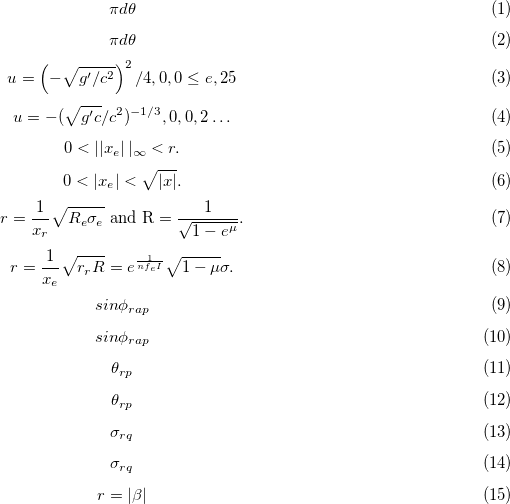 πdθ (1)
πdθ (2)
u = (−√(g′/c²))² /4, 0, 0 ≤ e, 25 (3)
u = −(√(g′c)/c²)^(−1/3), 0, 0, 2 … (4)
0 < ||x_e| |_∞ < r. (5)
0 < |x_e| < √|x|. (6)
r = 1/x_r √(R_e σ_e) and R = 1/√(1 − e^μ). (7)
r = 1/x_e √(r_r R) = e^(1/(nf_e I)) √(1 − μ)σ. (8)
sinϕ_rap (9)
sinϕ_rap (10)
θ_rp (11)
θ_rp (12)
σ_rq (13)
σ_rq (14)
r = |β| (15)